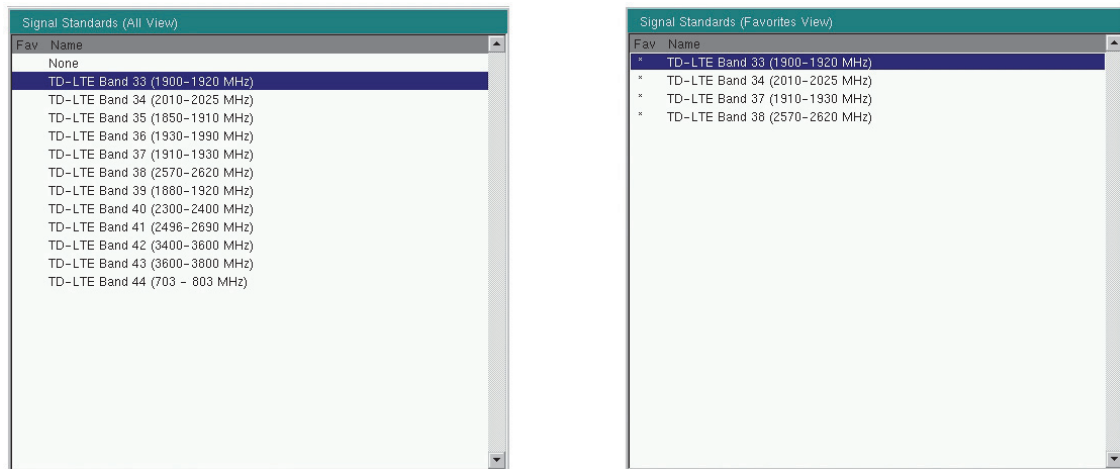 Signal Standards (All View)
Fav Name
None
TD-LTE Band 33 (1900-1920 MHz)
TD-LTE Band 34 (2010-2025 MHz)
TD-LTE Band 35 (1850-1910 MHz)
TD-LTE Band 36 (1930-1990 MHz)
TD-LTE Band 37 (1910-1930 MHz)
TD-LTE Band 38 (2570-2620 MHz)
TD-LTE Band 39 (1880-1920 MHz)
TD-LTE Band 40 (2300-2400 MHz)
TD-LTE Band 41 (2496-2690 MHz)
TD-LTE Band 42 (3400-3600 MHz)
TD-LTE Band 43 (3600-3800 MHz)
TD-LTE Band 44 (703 - 803 MHz)
Signal Standards (Favorites View)
Fav Name
* TD-LTE Band 33 (1900-1920 MHz)
* TD-LTE Band 34 (2010-2025 MHz)
* TD-LTE Band 37 (1910-1930 MHz)
* TD-LTE Band 38 (2570-2620 MHz)